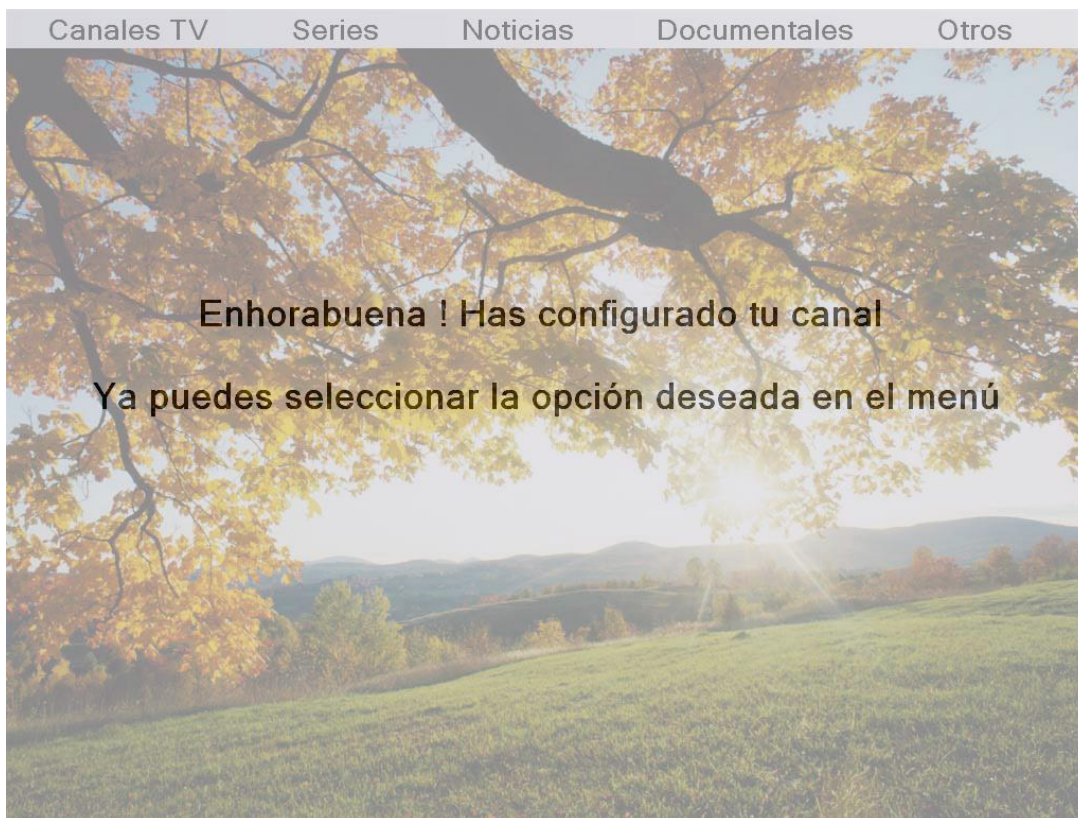 Canales TV Series Noticias Documentales Otros
Enhorabuena ! Has configurado tu canal
Ya puedes seleccionar la opción deseada en el menú